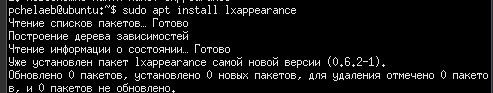 pchelaeb@ubuntu:~$ sudo apt install lxappearance
Чтение списков пакетов… Готово
Построение дерева зависимостей
Чтение информации о состоянии… Готово
Уже установлен пакет lxappearance самой новой версии (0.6.2-1).
Обновлено 0 пакетов, установлено 0 новых пакетов, для удаления отмечено 0 пакето
в, и 0 пакетов не обновлено.